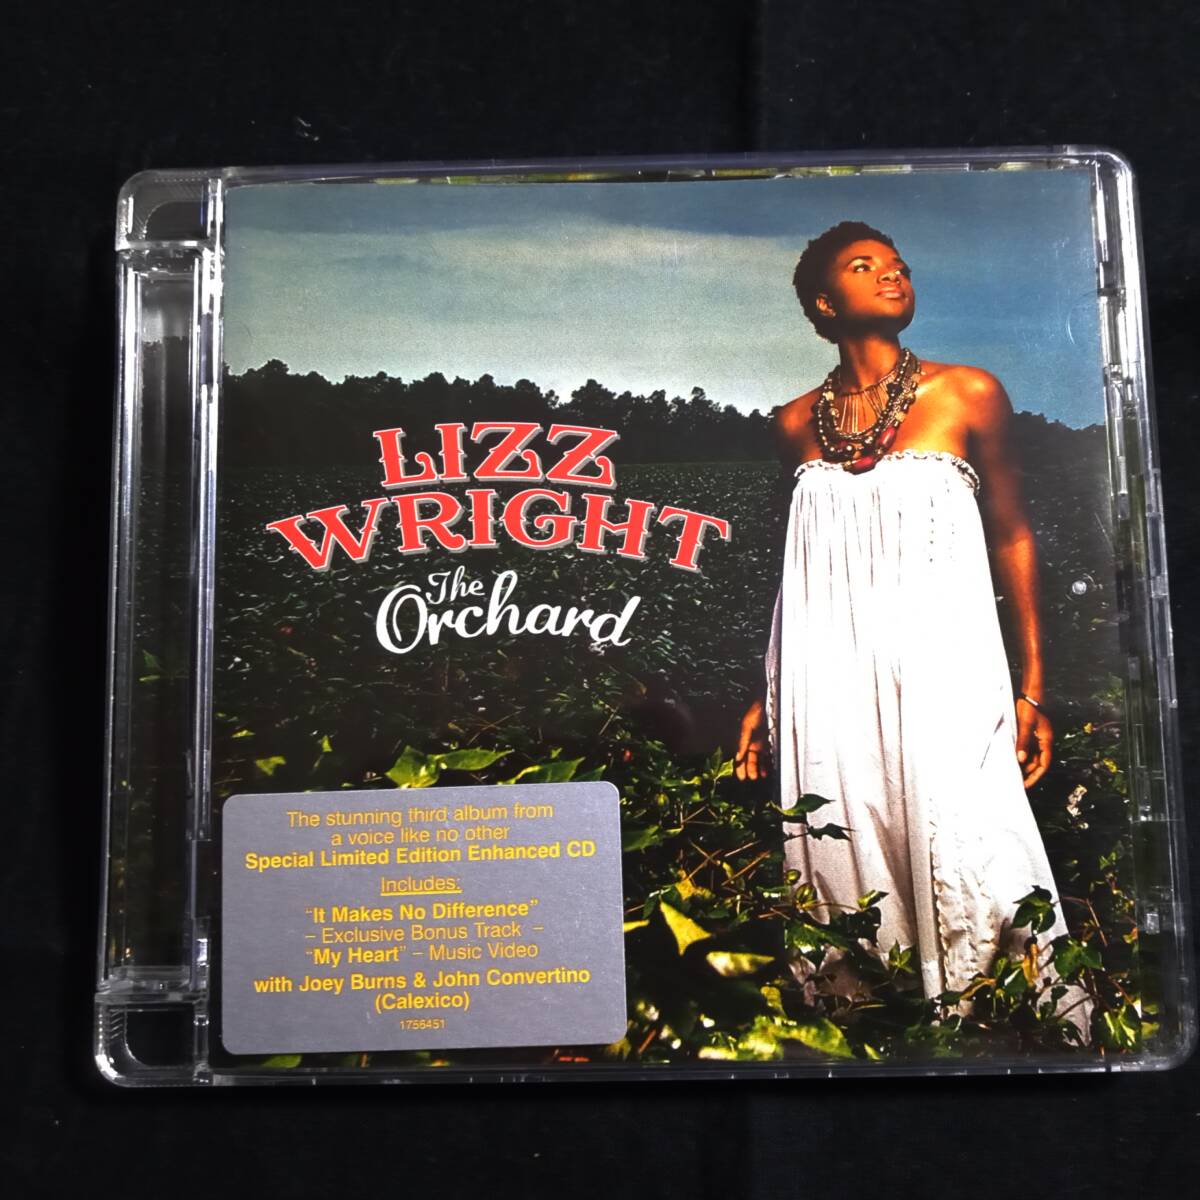 LIZZ
WRIGHT
The
Orchard
The stunning third album from
a voice like no other
Special Limited Edition Enhanced CD
Includes:
"It Makes No Difference"
– Exclusive Bonus Track –
"My Heart" – Music Video
with Joey Burns & John Convertino
(Calexico)
1756451